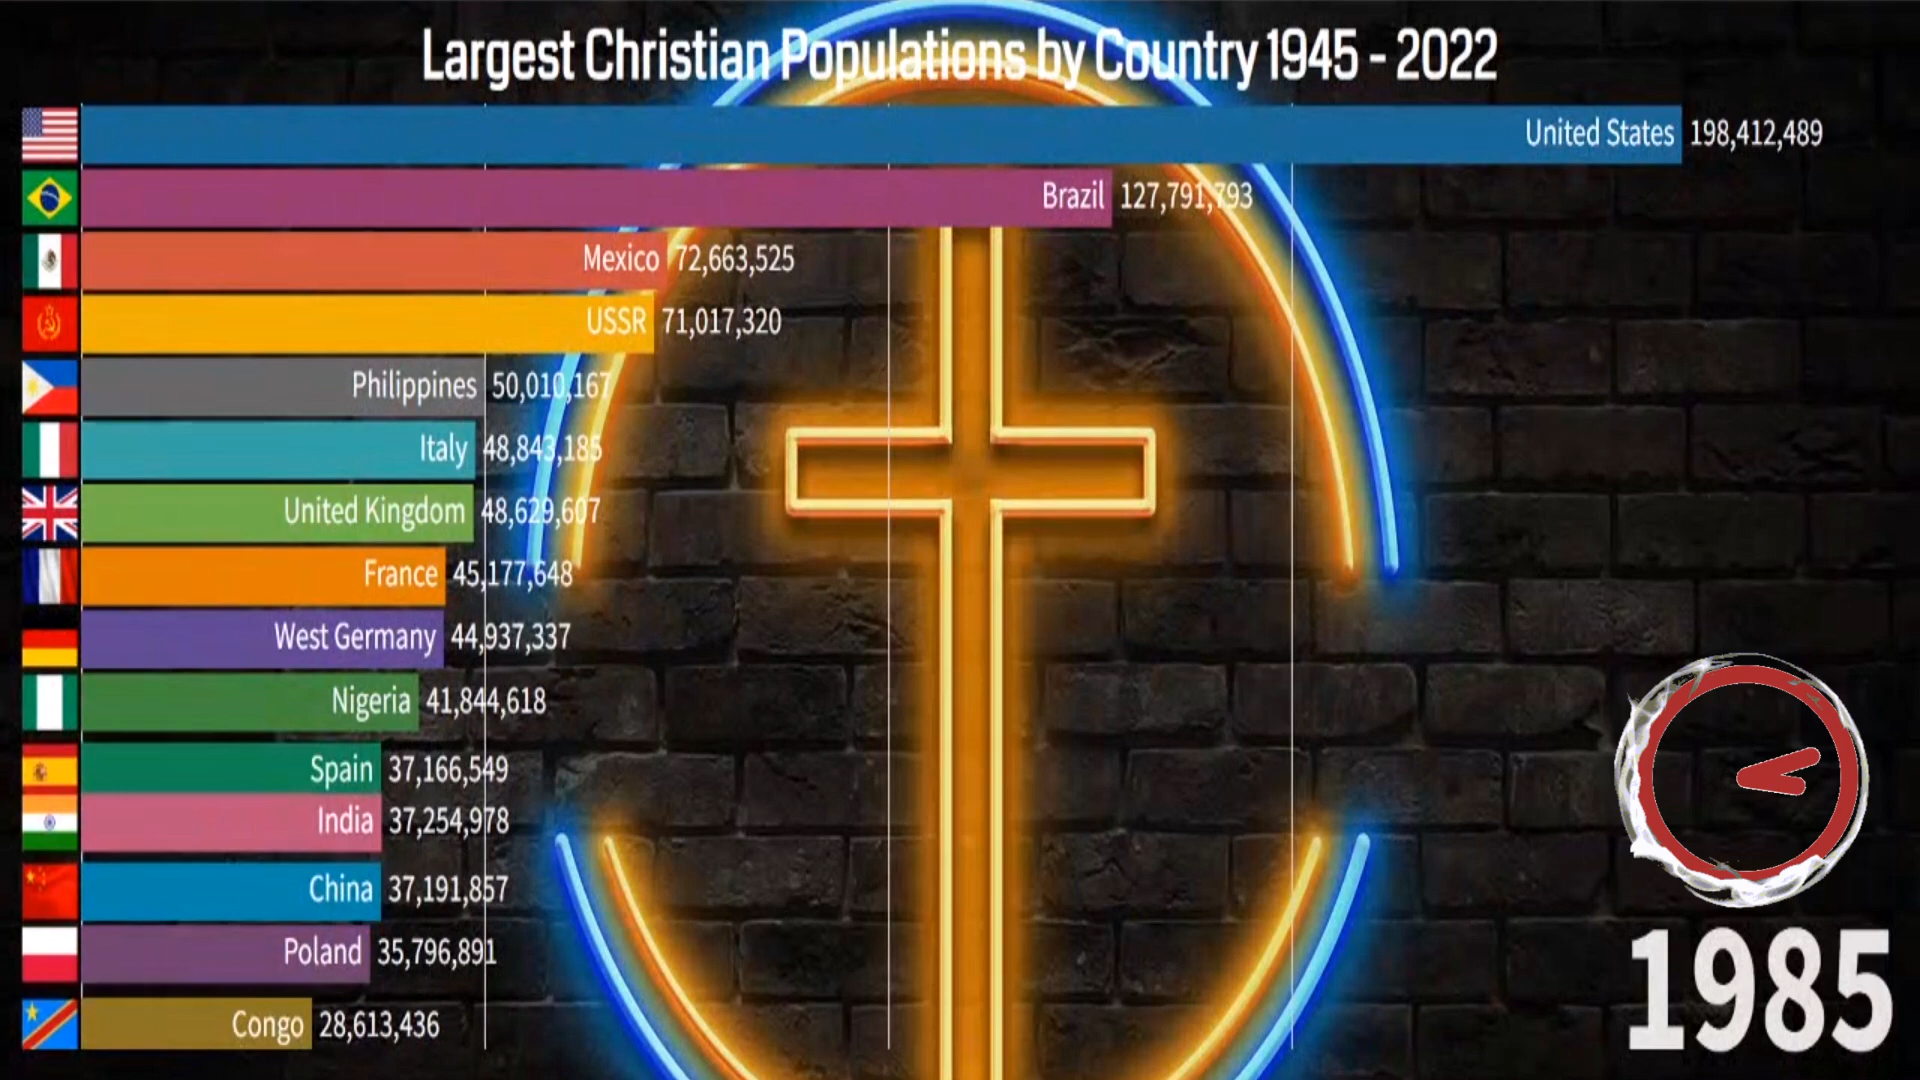 Largest Christian Populations by Country 1945 - 2022
United States 198,412,489
Brazil 127,791,793
Mexico 72,663,525
USSR 71,017,320
Philippines 50,010,167
Italy 48,843,185
United Kingdom 48,629,607
France 45,177,648
West Germany 44,937,337
Nigeria 41,844,618
Spain 37,166,549
India 37,254,978
China 37,191,857
Poland 35,796,891
Congo 28,613,436
1985